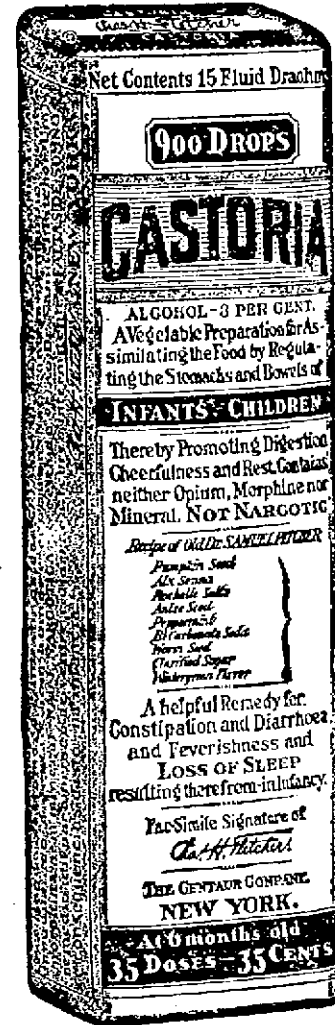 Chas. H. Fletcher
Net Contents 15 Fluid Drachm
900 DROPS
CASTORIA
ALCOHOL-3 PER CENT.
A Vegetable Preparation for As-
similating the Food by Regula-
ting the Stomachs and Bowels of
INFANTS - CHILDREN
Thereby Promoting Digestion
Cheerfulness and Rest. Contains
neither Opium, Morphine nor
Mineral. NOT NARCOTIC
Recipe of Old Dr. SAMUEL PITCHER
Pumpkin Seed
Alx Senna
Rochelle Salts
Anise Seed
Peppermint
Bi Carbonate Soda
Worm Seed
Clarified Sugar
Wintergreen Flavor
A helpful Remedy for
Constipation and Diarrhoea
and Feverishness and
LOSS OF SLEEP
resulting therefrom-in Infancy.
Fac-Simile Signature of
Chas. H. Fletcher.
THE CENTAUR COMPANY.
NEW YORK.
At 6 months old
35 DOSES - 35 CENTS